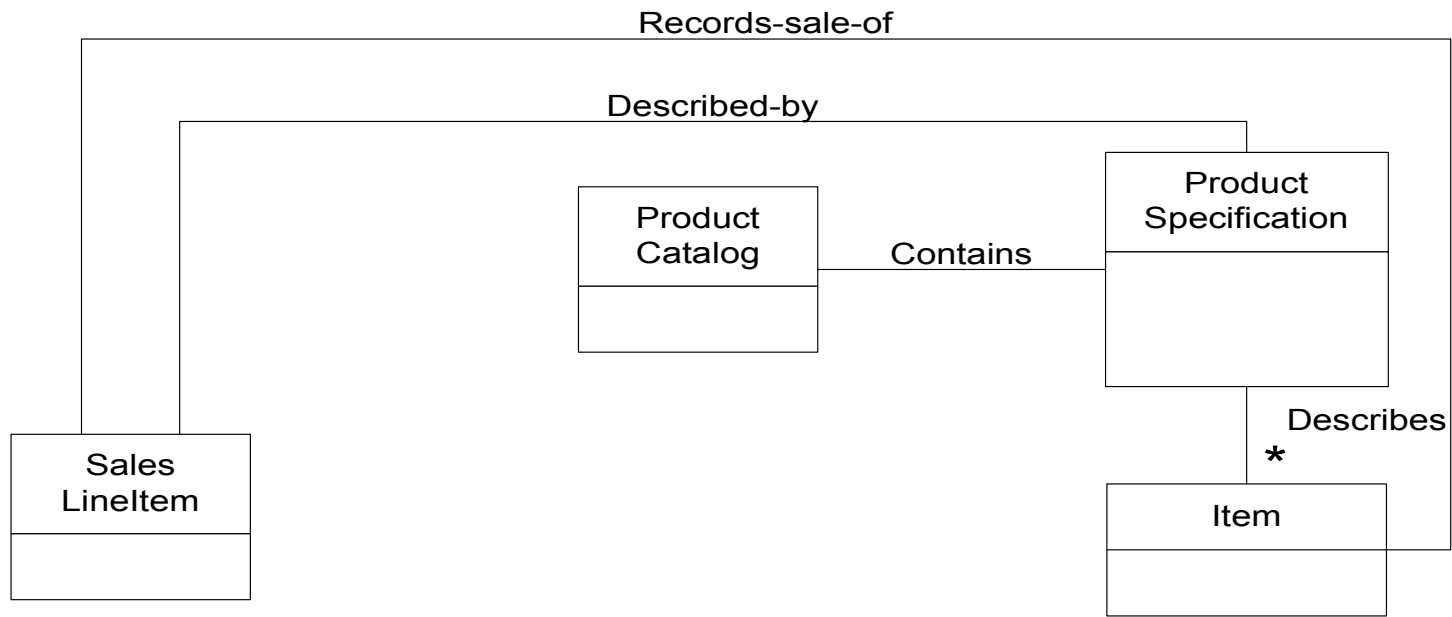 Records-sale-of
Described-by
Product
Specification
Product
Catalog
Contains
Describes
*
Sales
LineItem
Item